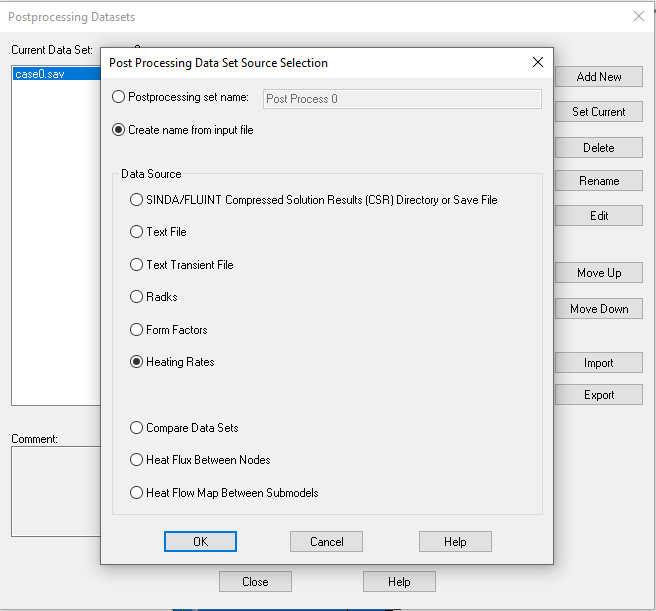 Postprocessing Datasets
Current Data Set:
case0.sav
Post Processing Data Set Source Selection
Postprocessing set name:
Post Process 0
Create name from input file
Data Source
SINDA/FLUINT Compressed Solution Results (CSR) Directory or Save File
Text File
Text Transient File
Radks
Form Factors
Heating Rates
Compare Data Sets
Heat Flux Between Nodes
Heat Flow Map Between Submodels
OK
Cancel
Help
Add New
Set Current
Delete
Rename
Edit
Move Up
Move Down
Import
Export
Comment:
Close
Help